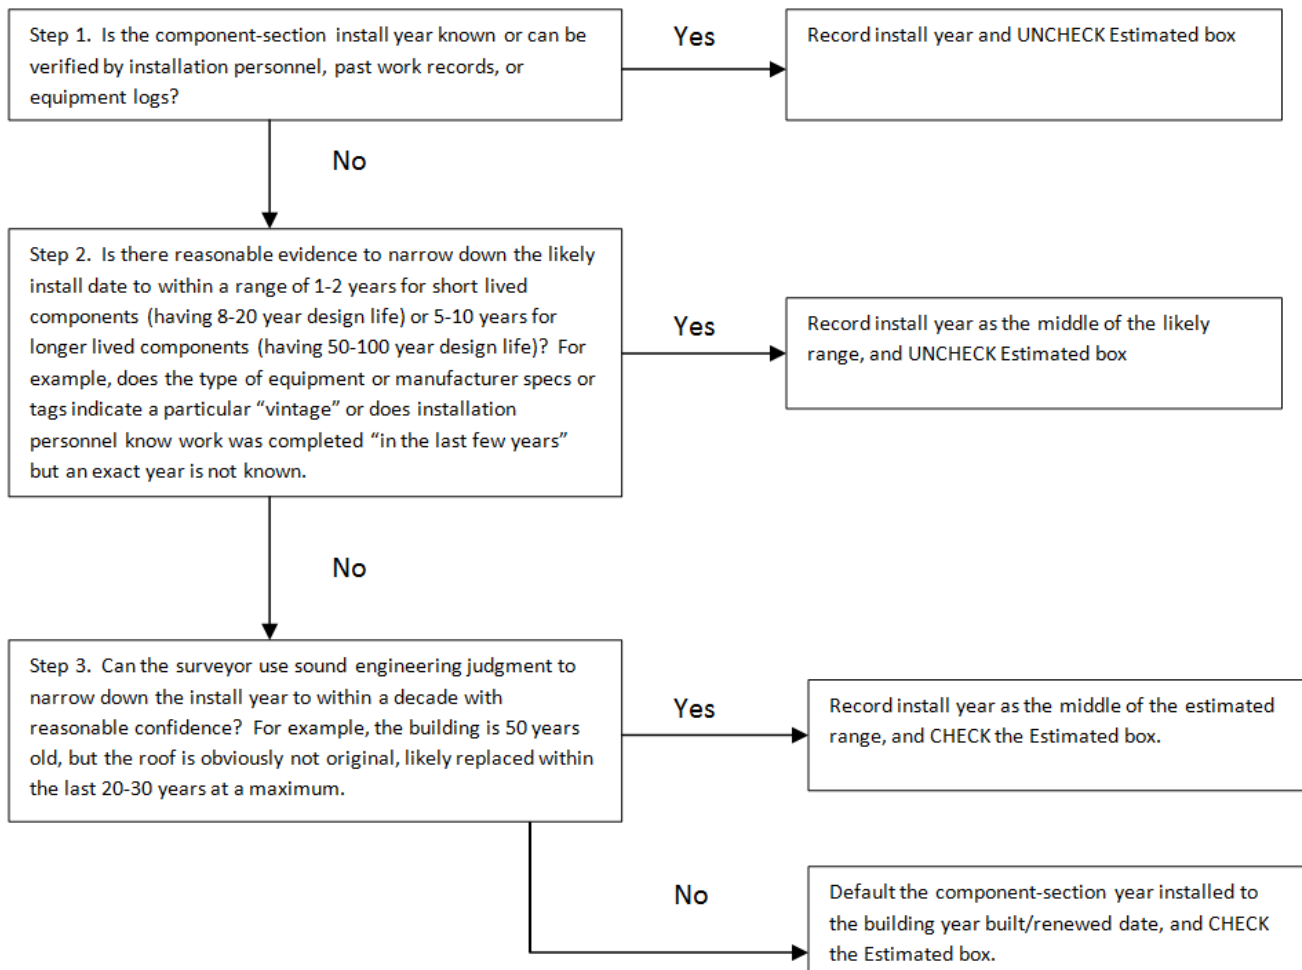 Step 1. Is the component-section install year known or can be
verified by installation personnel, past work records, or
equipment logs?
Yes
Record install year and UNCHECK Estimated box
No
Step 2. Is there reasonable evidence to narrow down the likely
install date to within a range of 1-2 years for short lived
components (having 8-20 year design life) or 5-10 years for
longer lived components (having 50-100 year design life)? For
example, does the type of equipment or manufacturer specs or
tags indicate a particular “vintage” or does installation
personnel know work was completed “in the last few years”
but an exact year is not known.
Yes
Record install year as the middle of the likely
range, and UNCHECK Estimated box
No
Step 3. Can the surveyor use sound engineering judgment to
narrow down the install year to within a decade with
reasonable confidence? For example, the building is 50 years
old, but the roof is obviously not original, likely replaced within
the last 20-30 years at a maximum.
Yes
Record install year as the middle of the estimated
range, and CHECK the Estimated box.
No
Default the component-section year installed to
the building year built/renewed date, and CHECK
the Estimated box.